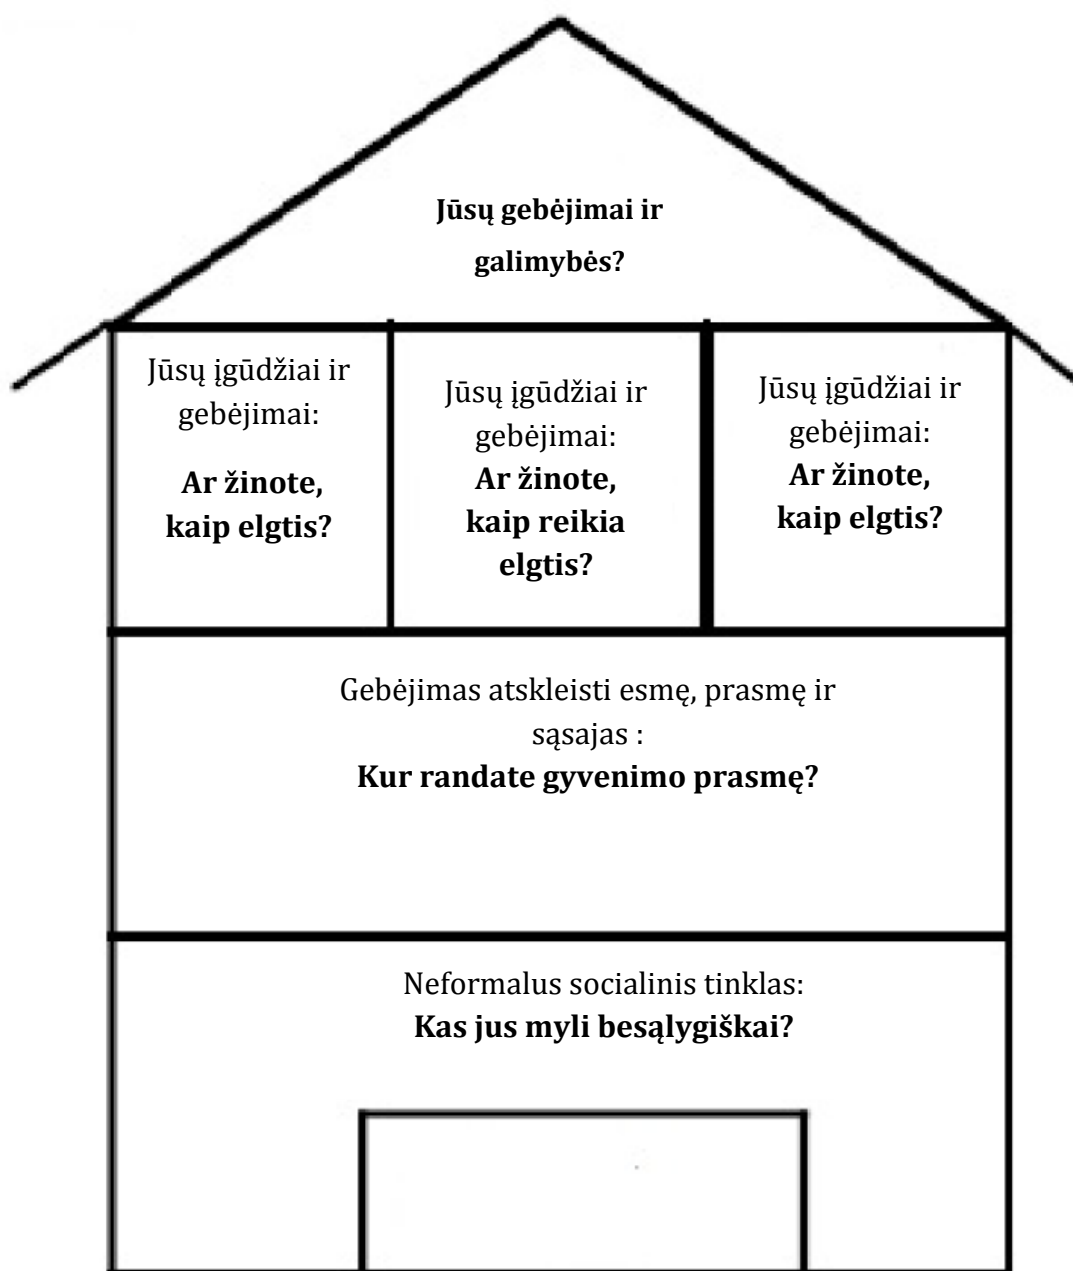 Jūsų gebėjimai ir
galimybės?
Jūsų įgūdžiai ir
gebėjimai:
Ar žinote,
kaip elgtis?
Jūsų įgūdžiai ir
gebėjimai:
Ar žinote,
kaip reikia
elgtis?
Jūsų įgūdžiai ir
gebėjimai:
Ar žinote,
kaip elgtis?
Gebėjimas atskleisti esmę, prasmę ir
sąsajas :
Kur randate gyvenimo prasmę?
Neformalus socialinis tinklas:
Kas jus myli besąlygiškai?